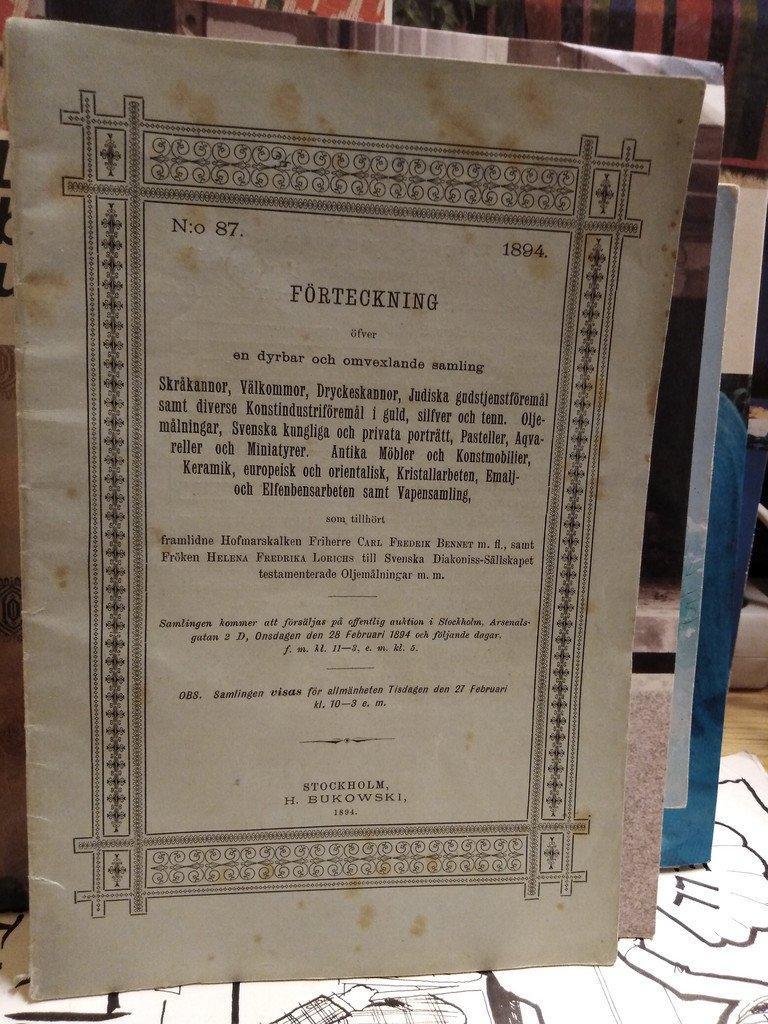 N:o 87.
1894.
FÖRTECKNING
öfver
en dyrbar och omvexlande samling
Skråkannor, Välkommor, Dryckeskannor, Judiska gudstjenstföremål
samt diverse Konstindustriföremål i guld, silfver och tenn. Olje-
målningar, Svenska kungliga och privata porträtt, Pasteller, Aqva-
reller och Miniatyrer. Antika Möbler och Konstmobilier,
Keramik, europeisk och orientalisk, Kristallarbeten, Emalj-
och Elfenbensarbeten samt Vapensamling,
som tillhört
framlidne Hofmarskalken Friherre CARL FREDRIK BENNET m. fl., samt
Fröken HELENA FREDRIKA LORICHS till Svenska Diakoniss-Sällskapet
testamenterade Oljemålningar m. m.
Samlingen kommer att försäljas på offentlig auktion i Stockholm, Arsenals-
gatan 2 D, Onsdagen den 28 Februari 1894 och följande dagar.
f. m. kl. 11—3, e. m. kl. 5.
OBS. Samlingen visas för allmänheten Tisdagen den 27 Februari
kl. 10—3 e. m.
STOCKHOLM,
H. BUKOWSKI,
1894.